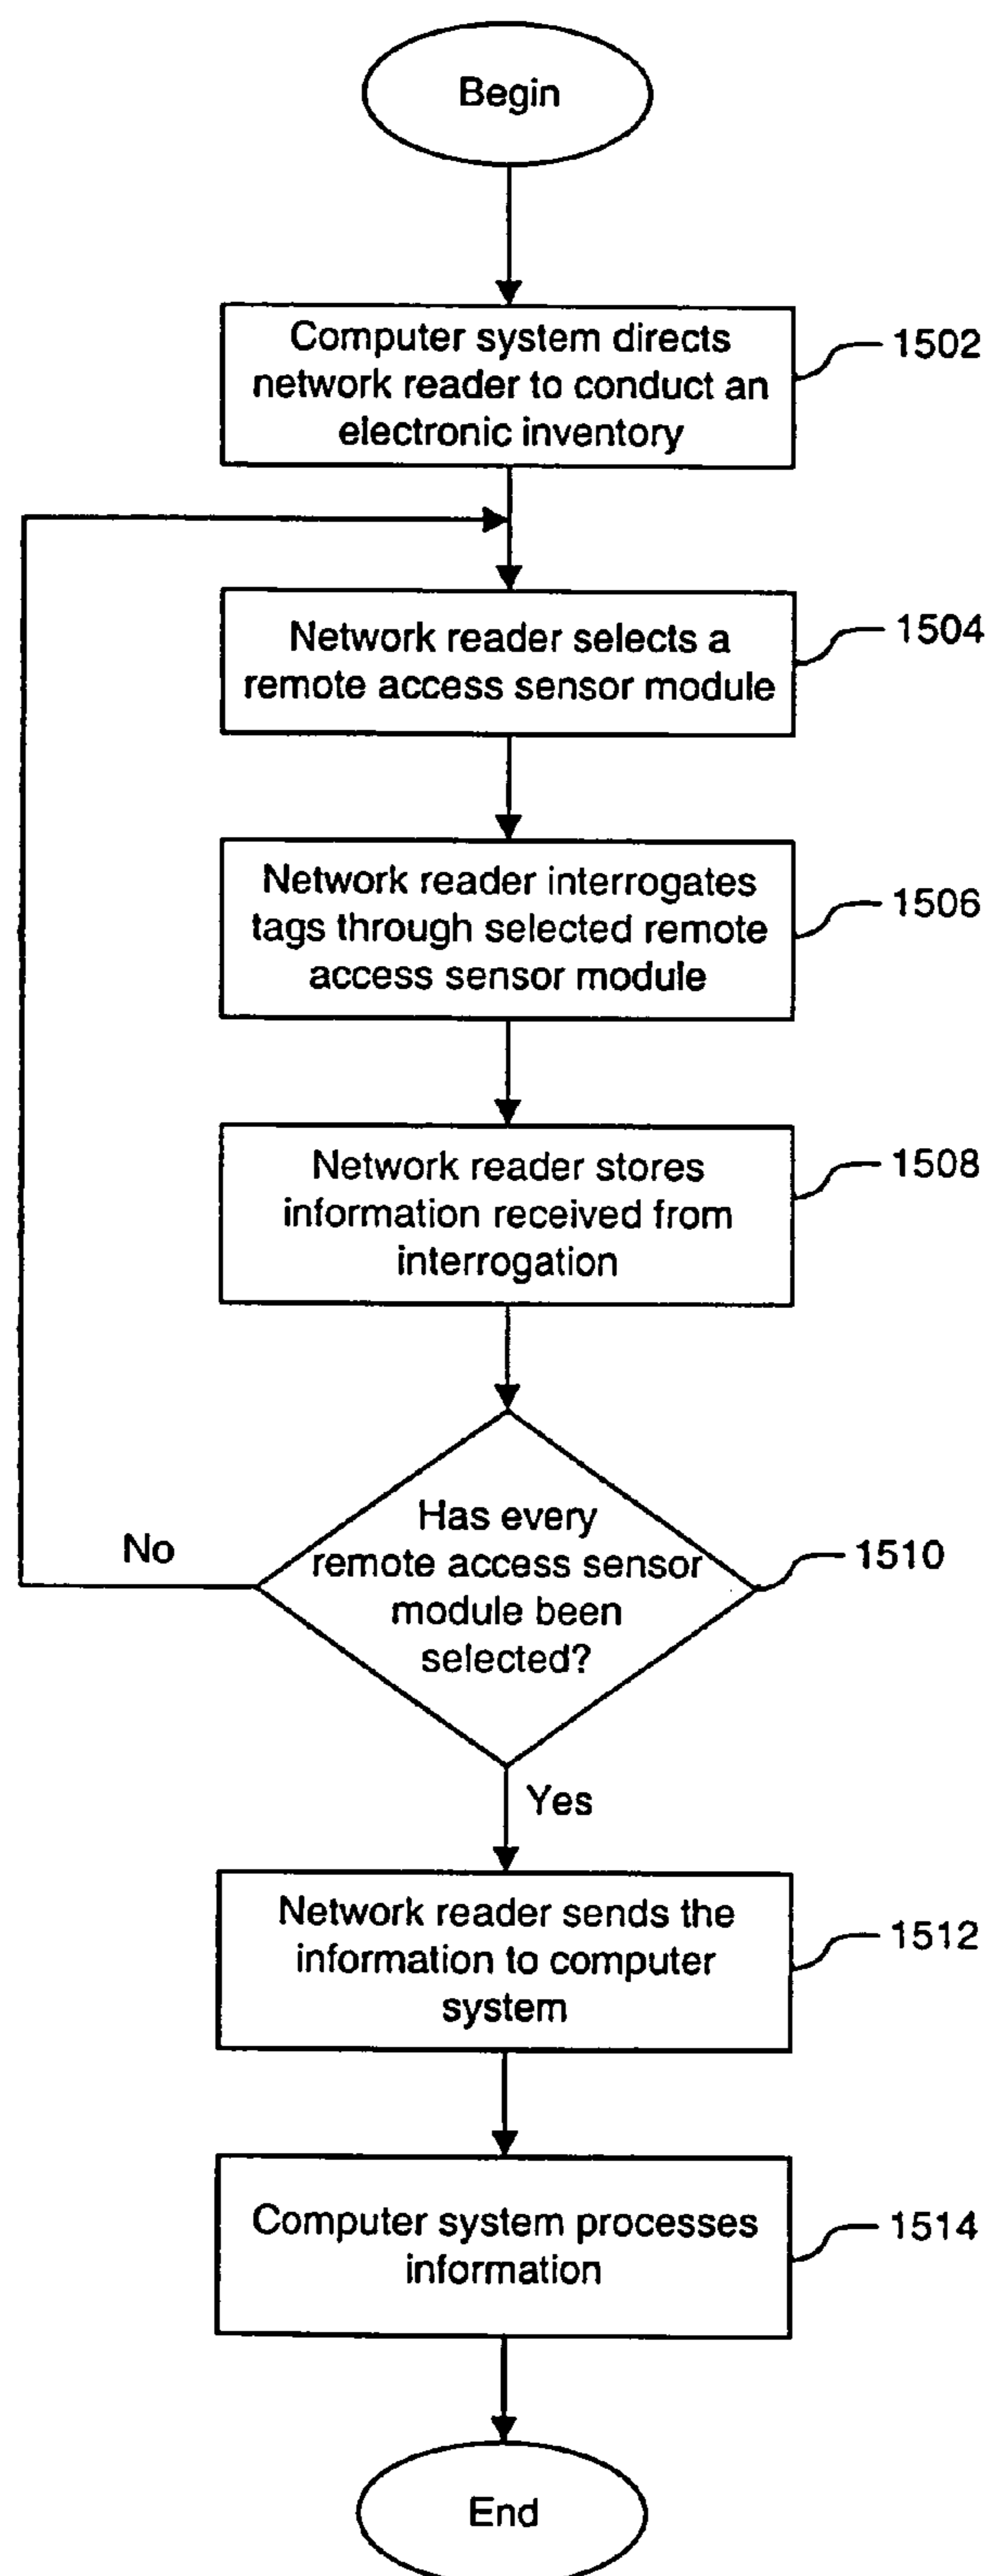 Begin
Computer system directs
network reader to conduct an
electronic inventory
1502
Network reader selects a
remote access sensor module
1504
Network reader interrogates
tags through selected remote
access sensor module
1506
Network reader stores
information received from
interrogation
1508
Has every
remote access sensor
module been
selected?
1510
No
Yes
Network reader sends the
information to computer
system
1512
Computer system processes
information
1514
End